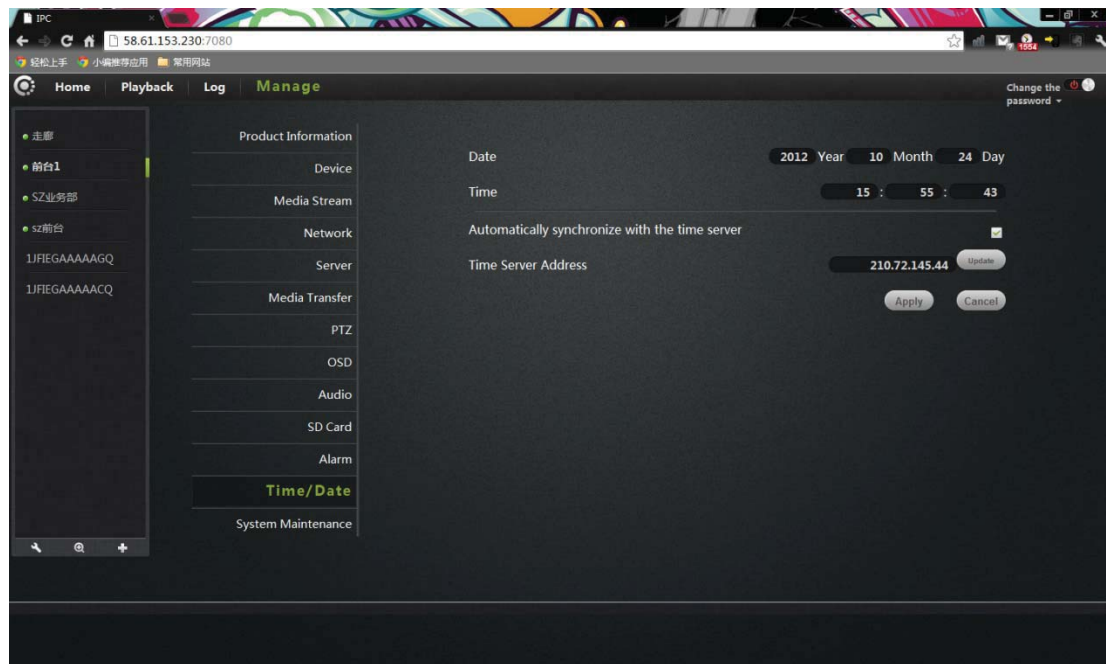 IPC
58.61.153.230:7080
1554
轻松上手 小编推荐应用 常用网站
Home Playback Log Manage
Change the password
走廊
前台1
SZ业务部
sz前台
1JFIEGAAAAAGQ
1JFIEGAAAAACQ
Product Information
Device
Media Stream
Network
Server
Media Transfer
PTZ
OSD
Audio
SD Card
Alarm
Time/Date
System Maintenance
Date 2012 Year 10 Month 24 Day
Time 15 : 55 : 43
Automatically synchronize with the time server
Time Server Address 210.72.145.44 Update
Apply Cancel